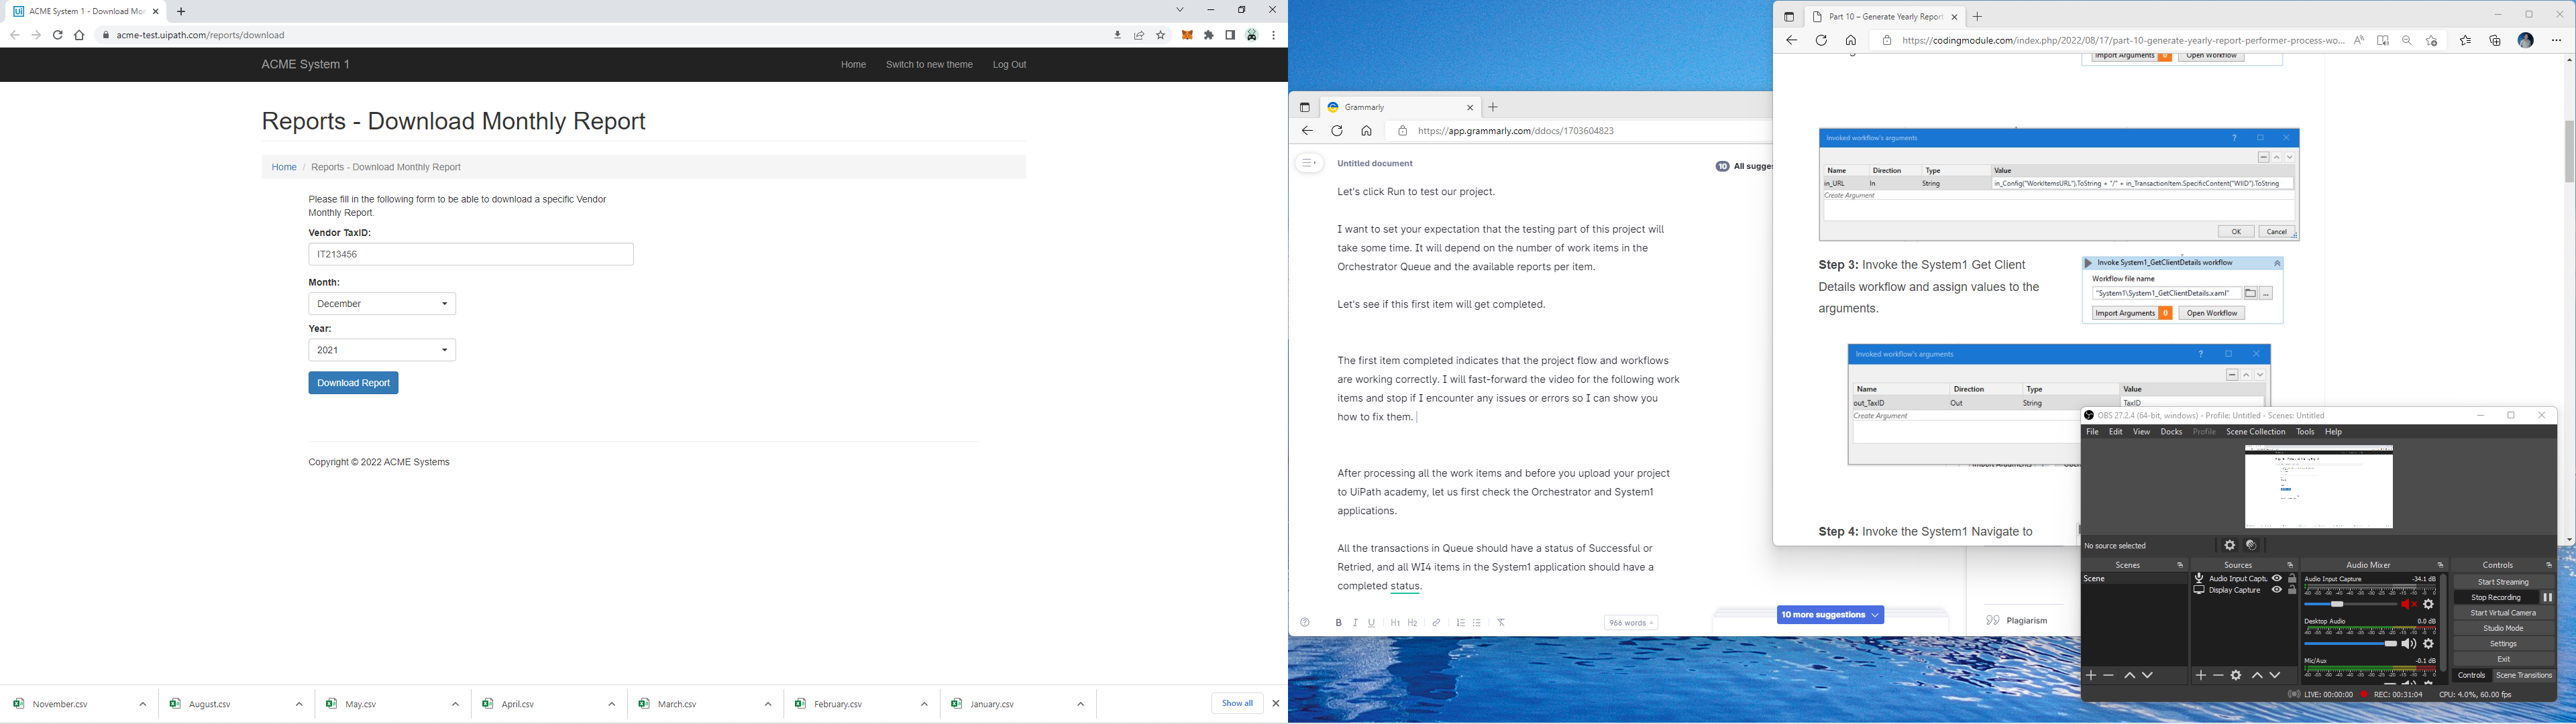 ACME System 1 - Download Mon
acme-test.uipath.com/reports/download
ACME System 1
Home
Switch to new theme
Log Out
Reports - Download Monthly Report
Home / Reports - Download Monthly Report
Please fill in the following form to be able to download a specific Vendor
Monthly Report.
Vendor TaxID:
IT213456
Month:
December
Year:
2021
Download Report
Copyright © 2022 ACME Systems
November.csv
August.csv
May.csv
April.csv
March.csv
February.csv
January.csv
Show all
Grammarly
https://app.grammarly.com/ddocs/1703604823
Untitled document
10 All sugges
Let's click Run to test our project.
I want to set your expectation that the testing part of this project will
take some time. It will depend on the number of work items in the
Orchestrator Queue and the available reports per item.
Let's see if this first item will get completed.
The first item completed indicates that the project flow and workflows
are working correctly. I will fast-forward the video for the following work
items and stop if I encounter any issues or errors so I can show you
how to fix them.
After processing all the work items and before you upload your project
to UiPath academy, let us first check the Orchestrator and System1
applications.
All the transactions in Queue should have a status of Successful or
Retried, and all WI4 items in the System1 application should have a
completed status.
B I U H1 H2
966 words
10 more suggestions
Plagiarism
Part 10 – Generate Yearly Report
https://codingmodule.com/index.php/2022/08/17/part-10-generate-yearly-report-performer-process-wo...
Import Arguments 0 Open Workflow
Invoked workflow's arguments
Name Direction Type Value
in_URL In String in_Config("WorkItemsURL").ToString + "/" + in_TransactionItem.SpecificContent("WIID").ToString
Create Argument
OK Cancel
Step 3: Invoke the System1 Get Client
Details workflow and assign values to the
arguments.
Invoke System1_GetClientDetails workflow
Workflow file name
"System1\System1_GetClientDetails.xaml"
Import Arguments 0 Open Workflow
Invoked workflow's arguments
Name Direction Type Value
out_TaxID Out String TaxID
Create Argument
Step 4: Invoke the System1 Navigate to
OBS 27.2.4 (64-bit, windows) - Profile: Untitled - Scenes: Untitled
File Edit View Docks Profile Scene Collection Tools Help
No source selected
Scenes
Scene
Sources
Audio Input Captu
Display Capture
Audio Mixer
Audio Input Capture -34.1 dB
Desktop Audio 0.0 dB
Mic/Aux -0.1 dB
Controls
Start Streaming
Stop Recording
Start Virtual Camera
Studio Mode
Settings
Exit
Controls Scene Transitions
LIVE: 00:00:00 REC: 00:31:04 CPU: 4.0%, 60.00 fps